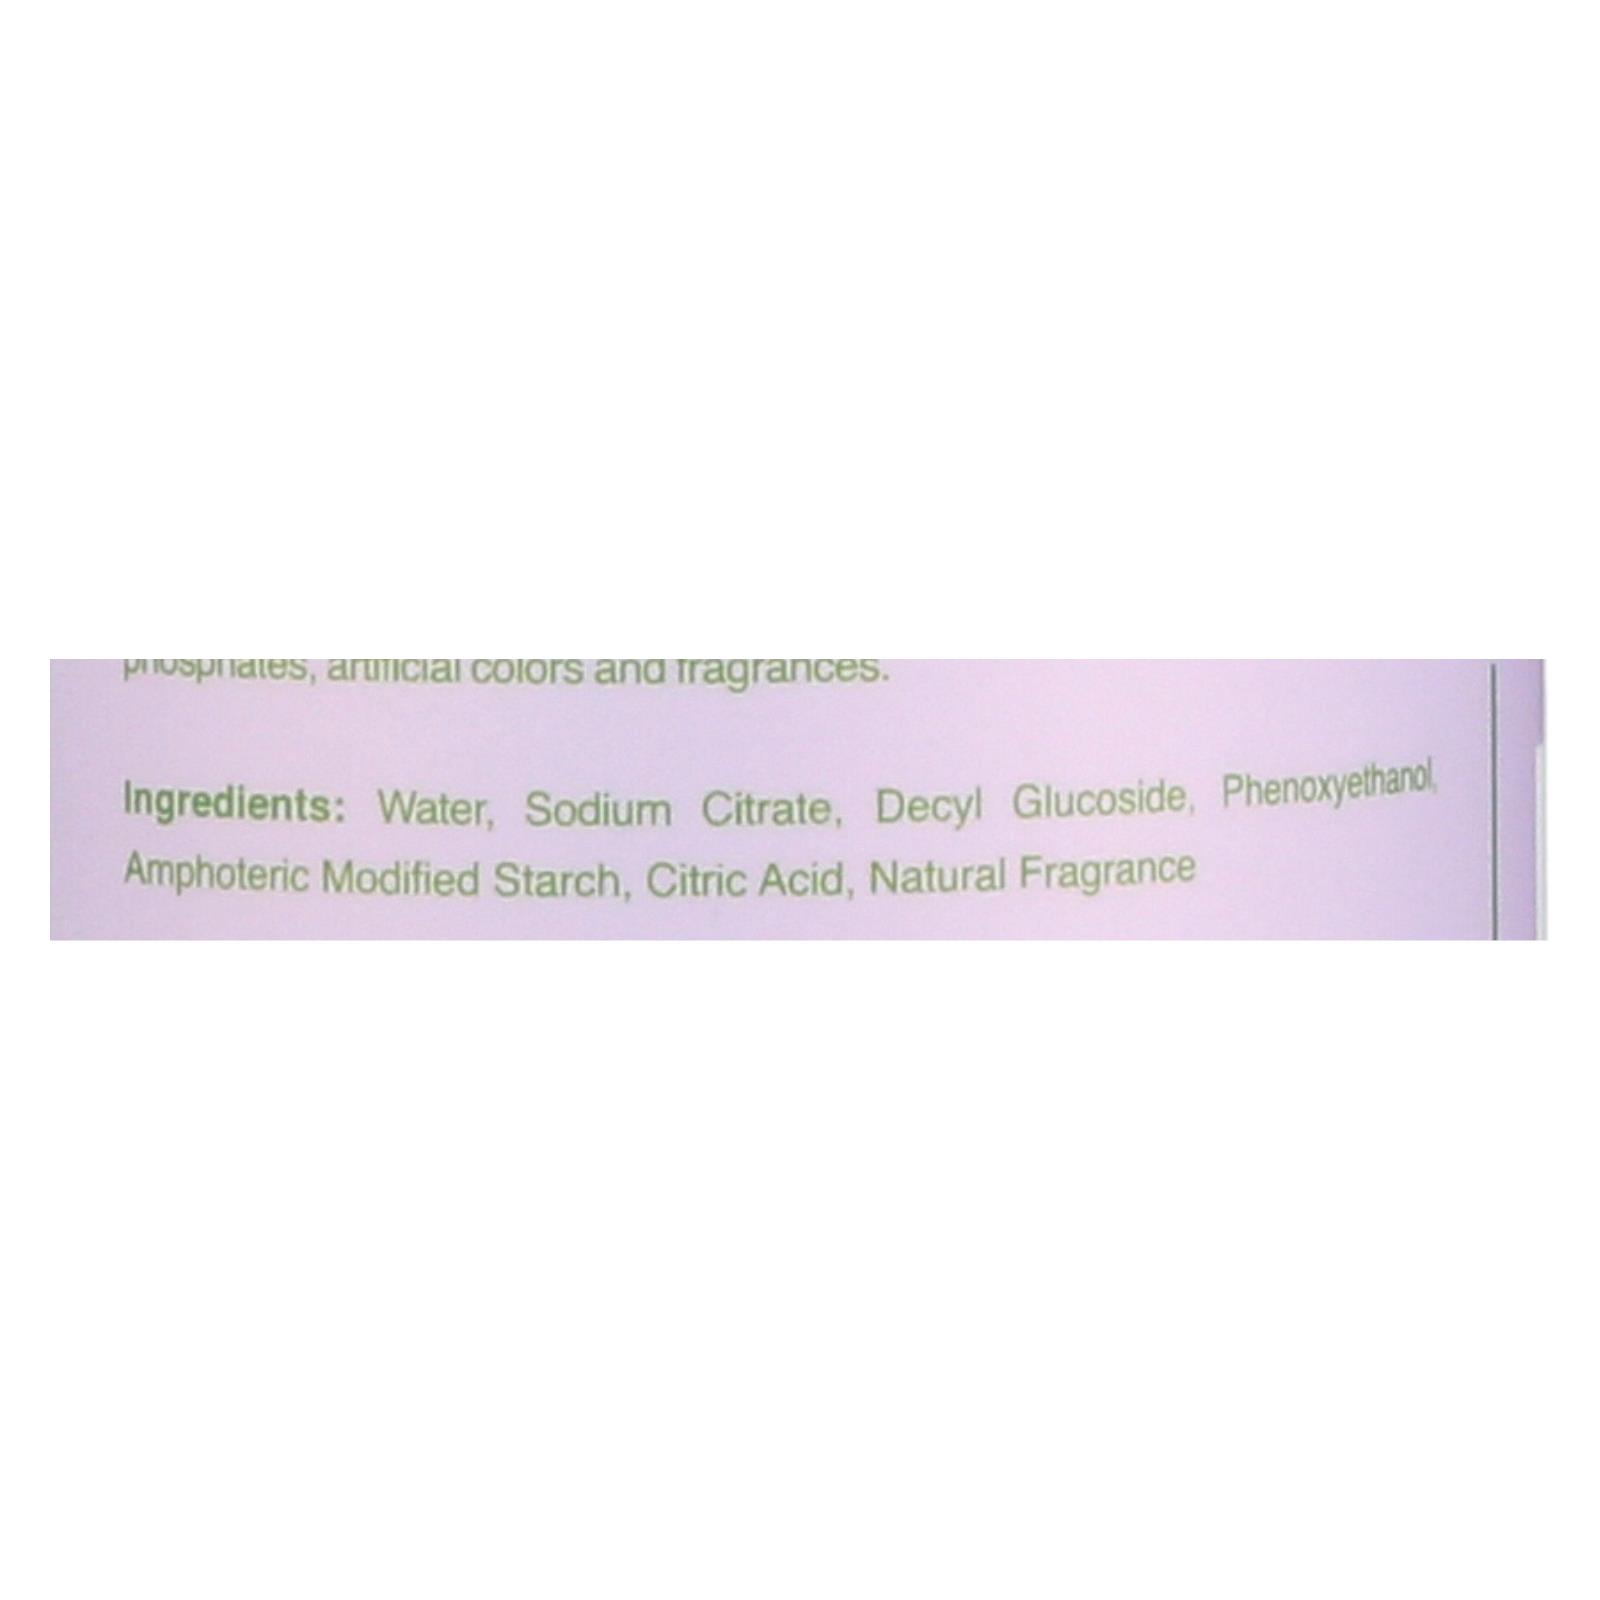 phosphates, artificial colors and fragrances.
Ingredients: Water, Sodium Citrate, Decyl Glucoside, Phenoxyethanol,
Amphoteric Modified Starch, Citric Acid, Natural Fragrance